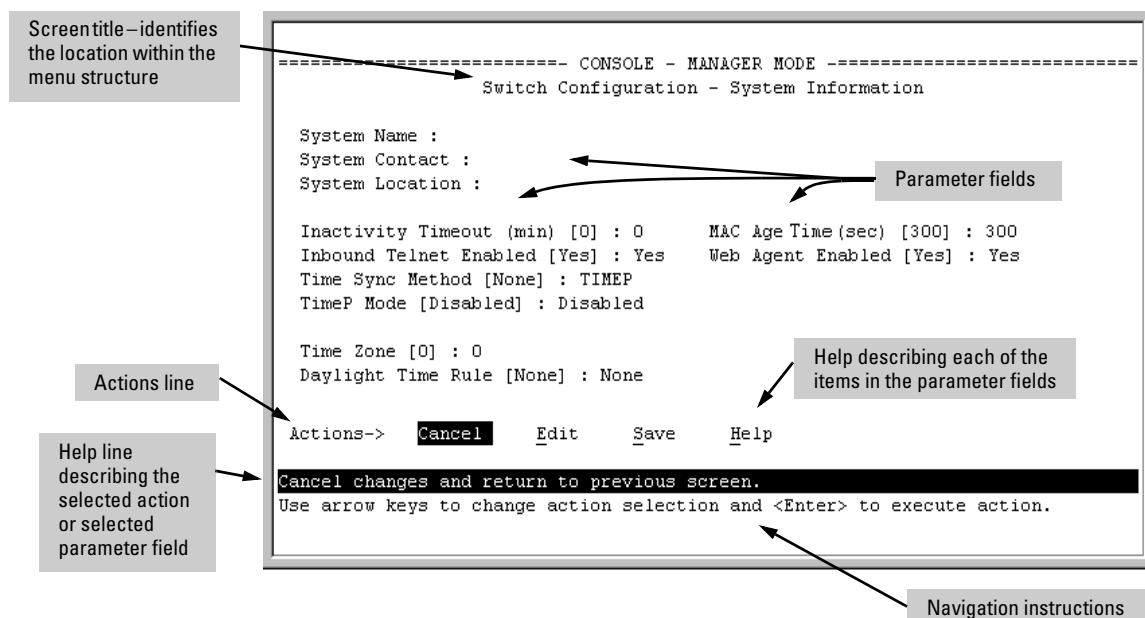 Screen title – identifies
the location within the
menu structure
============================- CONSOLE - MANAGER MODE -============================
Switch Configuration - System Information
System Name :
System Contact :
System Location :
Parameter fields
Inactivity Timeout (min) [0] : 0 MAC Age Time (sec) [300] : 300
Inbound Telnet Enabled [Yes] : Yes Web Agent Enabled [Yes] : Yes
Time Sync Method [None] : TIMEP
TimeP Mode [Disabled] : Disabled
Time Zone [0] : 0
Daylight Time Rule [None] : None
Help describing each of the
items in the parameter fields
Actions line
Actions-> Cancel Edit Save Help
Help line
describing the
selected action
or selected
parameter field
Cancel changes and return to previous screen.
Use arrow keys to change action selection and <Enter> to execute action.
Navigation instructions